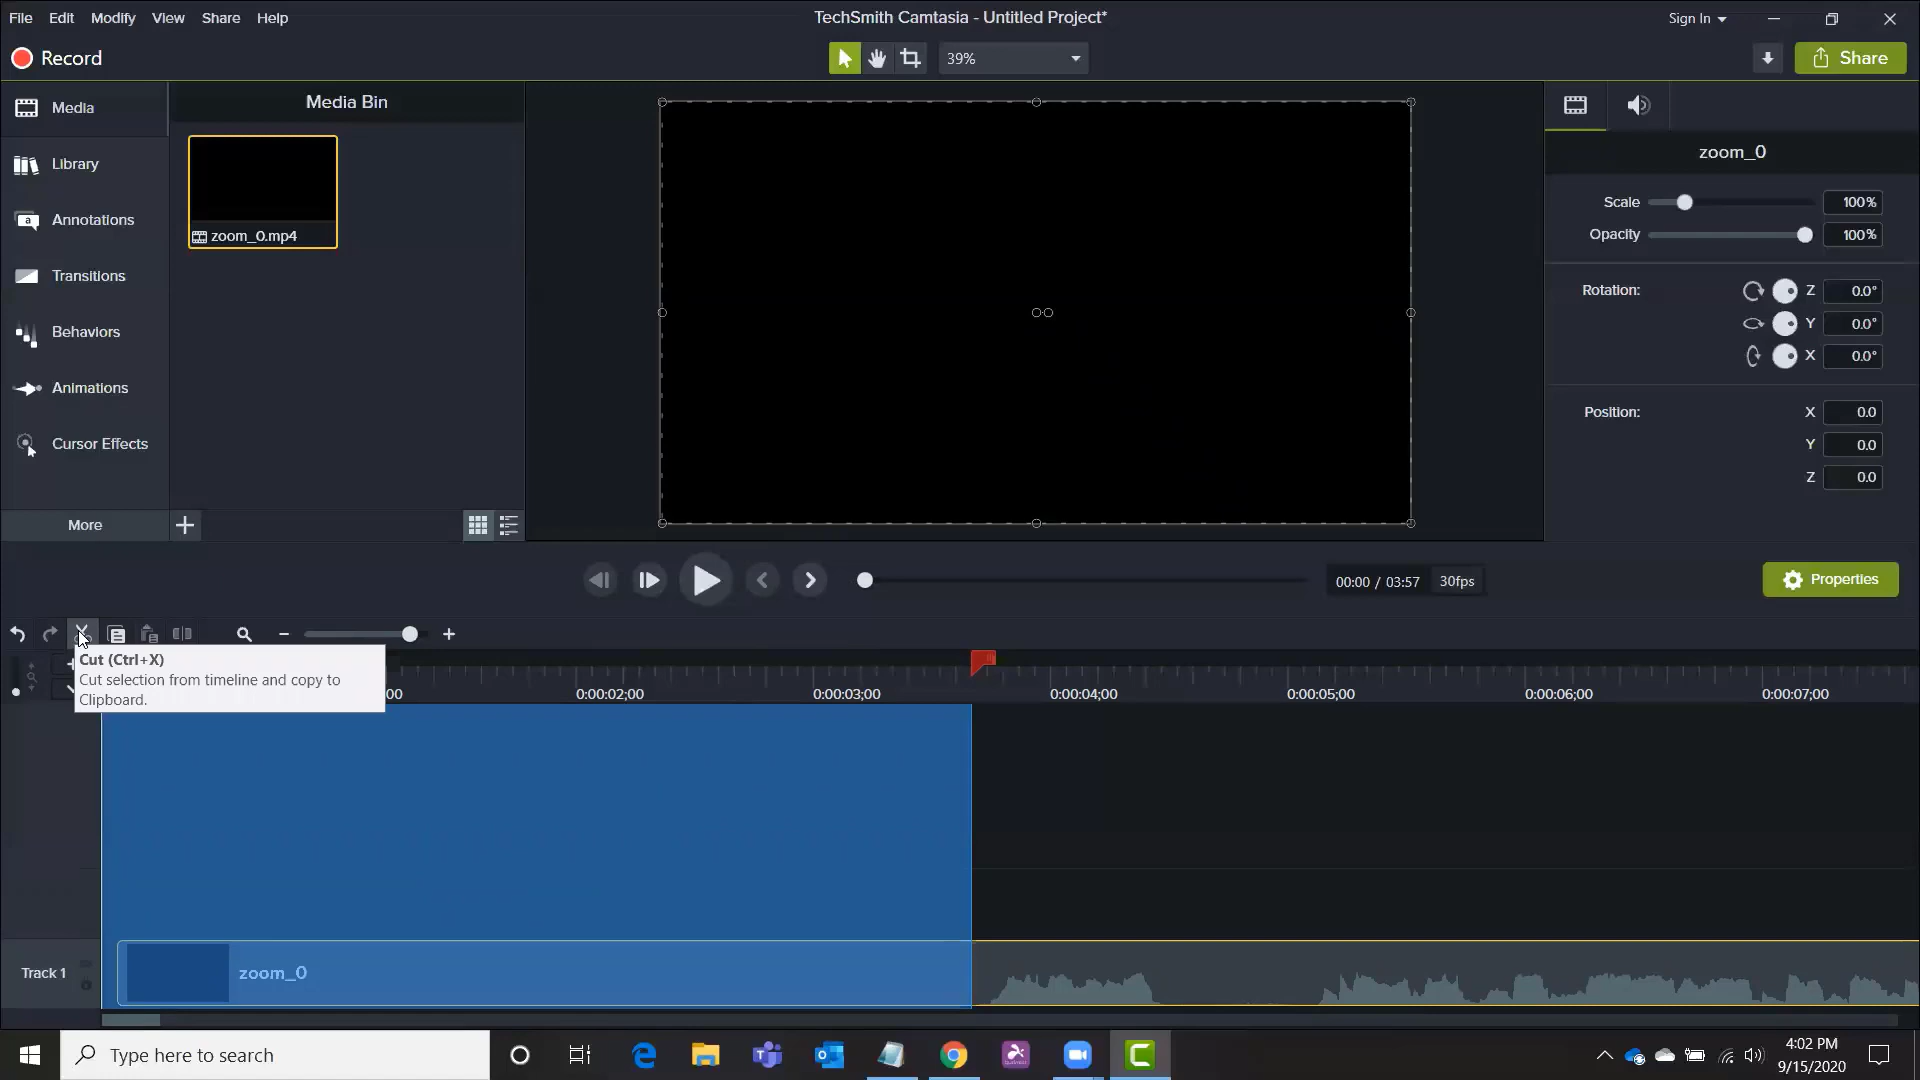 File Edit Modify View Share Help
TechSmith Camtasia - Untitled Project*
Sign In
Record
39%
Share
Media
Library
Annotations
Transitions
Behaviors
Animations
Cursor Effects
More
Media Bin
zoom_0.mp4
zoom_0
Scale 100%
Opacity 100%
Rotation: Z 0.0°
Y 0.0°
X 0.0°
Position: X 0.0
Y 0.0
Z 0.0
00:00 / 03:57 30fps
Properties
Cut (Ctrl+X)
Cut selection from timeline and copy to
Clipboard.
00 0:00:02;00 0:00:03;00 0:00:04;00 0:00:05;00 0:00:06;00 0:00:07;00
Track 1
zoom_0
Type here to search
4:02 PM
9/15/2020